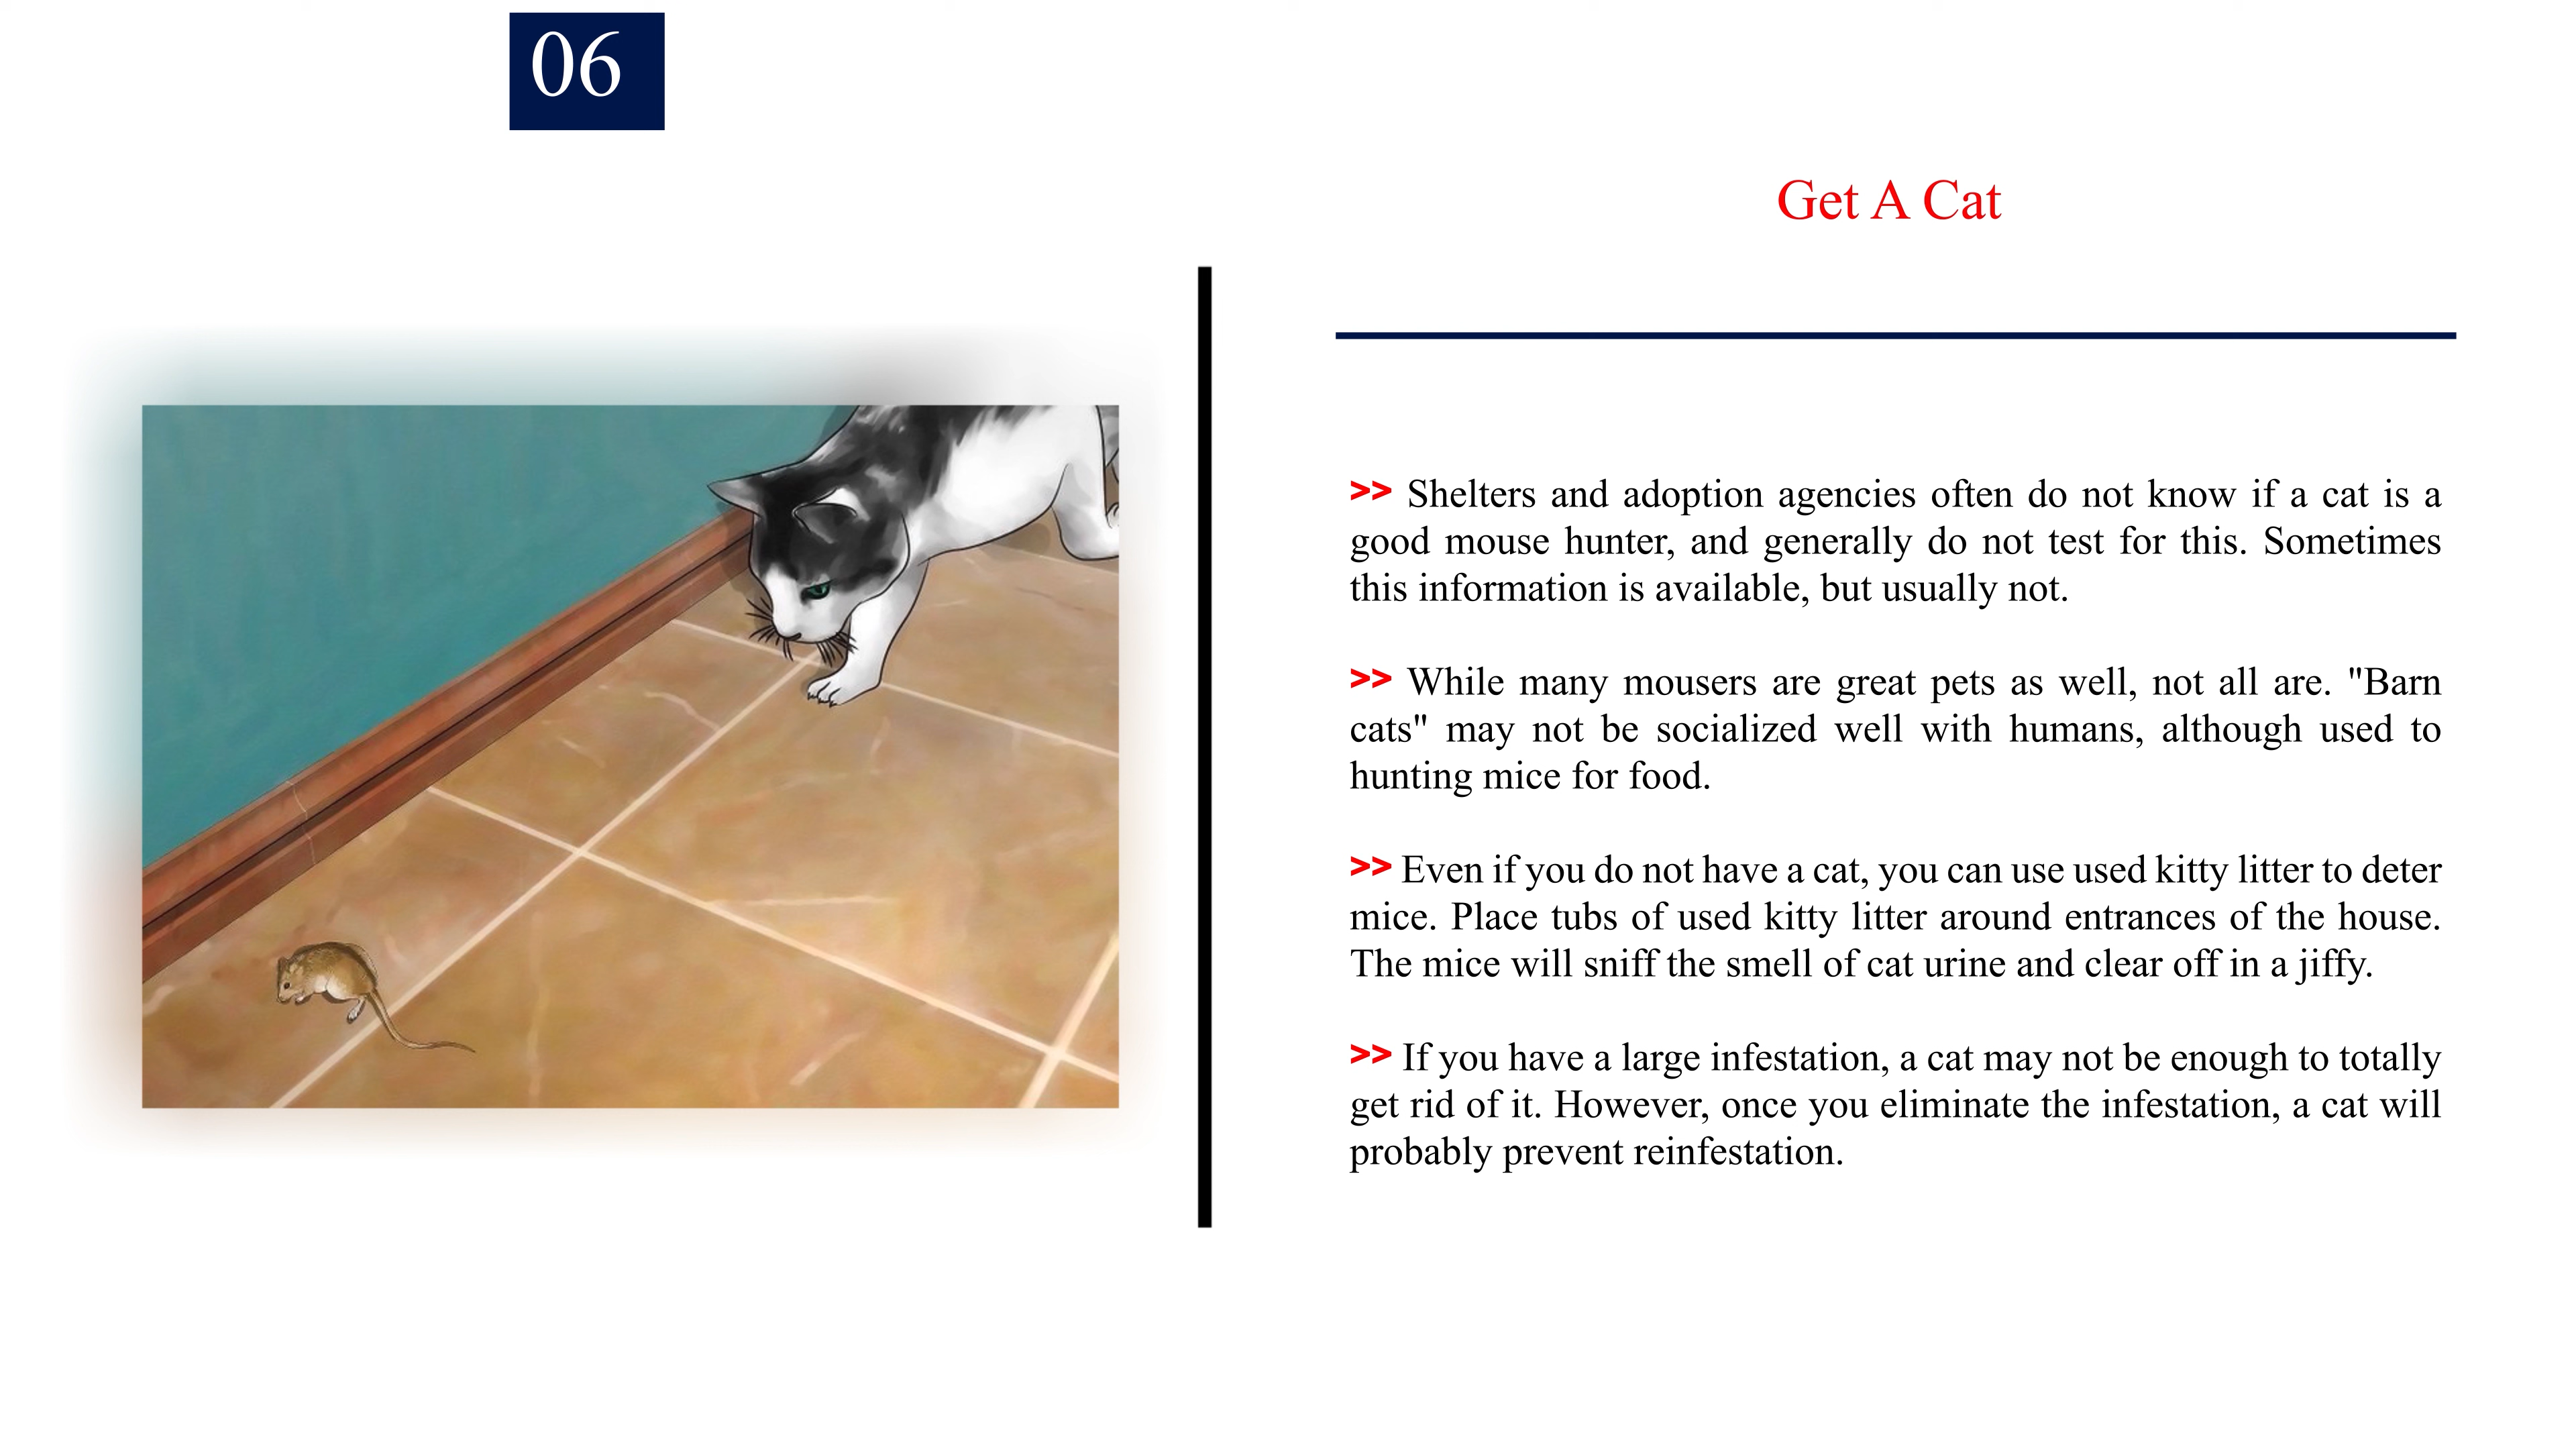 06
Get A Cat
>> Shelters and adoption agencies often do not know if a cat is a
good mouse hunter, and generally do not test for this. Sometimes
this information is available, but usually not.
>> While many mousers are great pets as well, not all are. "Barn
cats" may not be socialized well with humans, although used to
hunting mice for food.
>> Even if you do not have a cat, you can use used kitty litter to deter
mice. Place tubs of used kitty litter around entrances of the house.
The mice will sniff the smell of cat urine and clear off in a jiffy.
>> If you have a large infestation, a cat may not be enough to totally
get rid of it. However, once you eliminate the infestation, a cat will
probably prevent reinfestation.